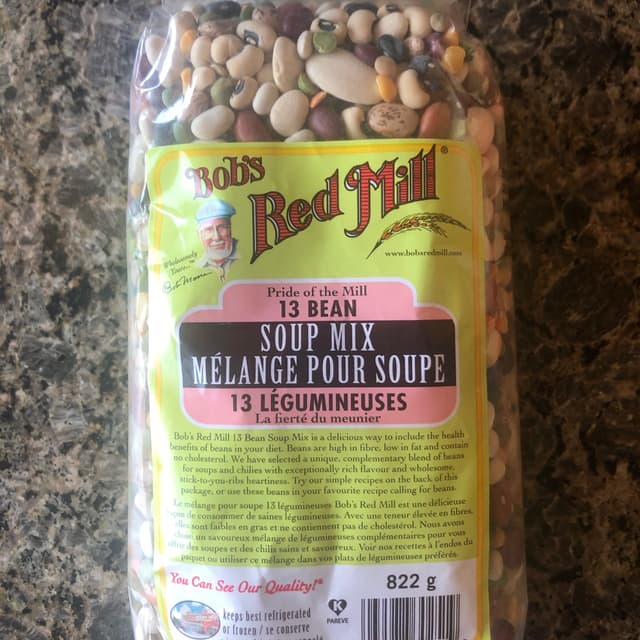 Bob's
Red Mill®
Wholesomely
Yours,™
Bob Moore
www.bobsredmill.com
Pride of the Mill
13 BEAN
SOUP MIX
MÉLANGE POUR SOUPE
13 LÉGUMINEUSES
La fierté du meunier
Bob's Red Mill 13 Bean Soup Mix is a delicious way to include the health
benefits of beans in your diet. Beans are high in fibre, low in fat and contain
no cholesterol. We have selected a unique, complementary blend of beans
for soups and chilies with exceptionally rich flavour and wholesome,
stick-to-you-ribs heartiness. Try our simple recipes on the back of this
package, or use these beans in your favourite recipe calling for beans.
Le mélange pour soupe 13 légumineuses Bob's Red Mill est une délicieuse
façon de consommer de saines légumineuses. Avec une teneur élevée en fibres,
elles sont faibles en gras et ne contiennent pas de cholestérol. Nous avons
un savoureux mélange de légumineuses complémentaires pour vous
offrir des soupes et des chilis sains et savoureux. Voir nos recettes à l'endos du
paquet ou utiliser ce mélange dans vos plats de légumineuses préférés.
You Can See Our Quality!®
822 g
keeps best refrigerated
or frozen / se conserve
K
PAREVE